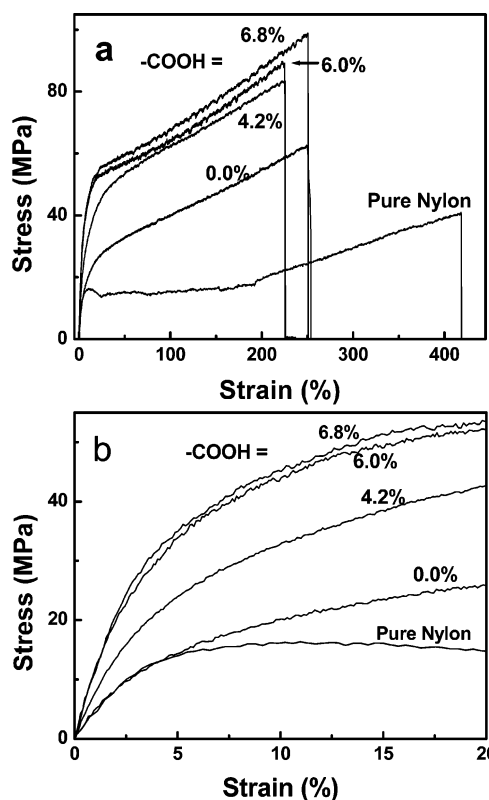 a
-COOH =
6.8%
6.0%
4.2%
0.0%
Pure Nylon
Stress (MPa)
80
40
0
0
100
200
300
400
Strain (%)
b
-COOH =
6.8%
6.0%
4.2%
0.0%
Pure Nylon
Stress (MPa)
40
20
0
0
5
10
15
20
Strain (%)